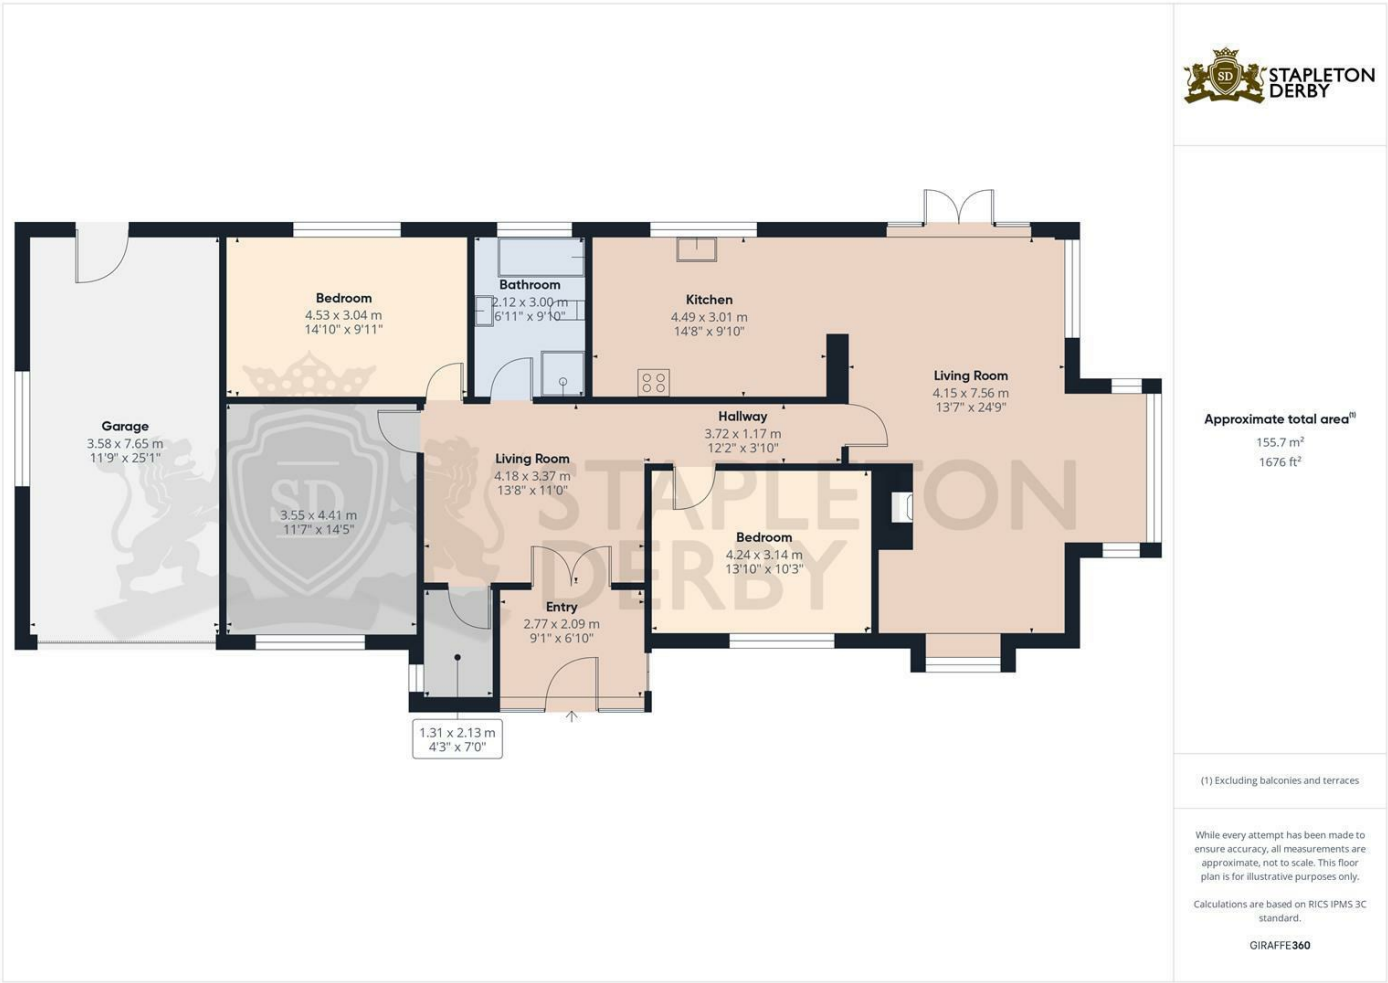 SD
STAPLETON
DERBY
Garage
3.58 x 7.65 m
11'9" x 25'1"
Bedroom
4.53 x 3.04 m
14'10" x 9'11"
Bathroom
2.12 x 3.00 m
6'11" x 9'10"
Kitchen
4.49 x 3.01 m
14'8" x 9'10"
Living Room
4.15 x 7.56 m
13'7" x 24'9"
Hallway
3.72 x 1.17 m
12'2" x 3'10"
Living Room
4.18 x 3.37 m
13'8" x 11'0"
SD
3.55 x 4.41 m
11'7" x 14'5"
STAPLETON
DERBY
Bedroom
4.24 x 3.14 m
13'10" x 10'3"
Entry
2.77 x 2.09 m
9'1" x 6'10"
1.31 x 2.13 m
4'3" x 7'0"
Approximate total area(1)
155.7 m²
1676 ft²
(1) Excluding balconies and terraces
While every attempt has been made to
ensure accuracy, all measurements are
approximate, not to scale. This floor
plan is for illustrative purposes only.
Calculations are based on RICS IPMS 3C
standard.
GIRAFFE360